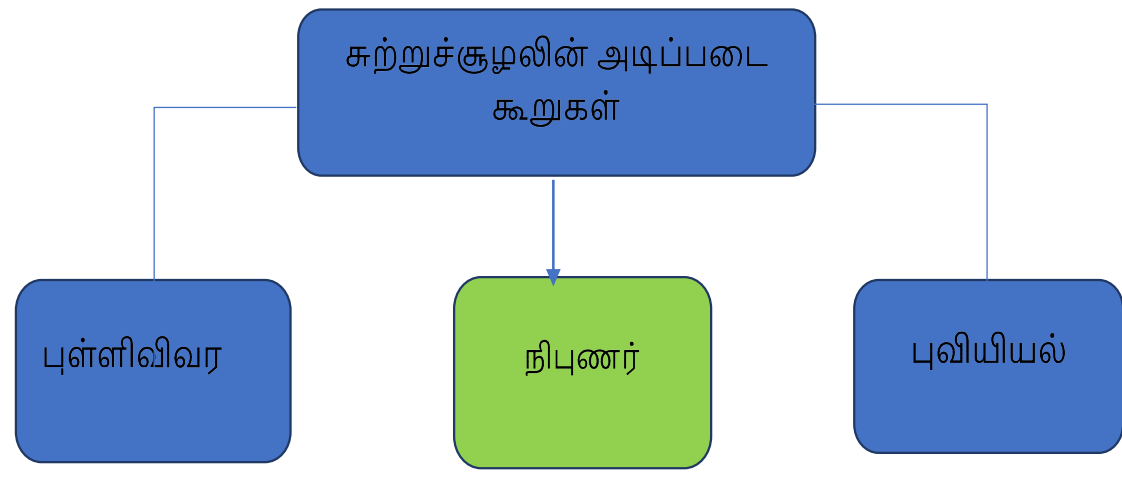 சுற்றுச்சூழலின் அடிப்படை
கூறுகள்
புள்ளிவிவர
நிபுணர்
புவியியல்